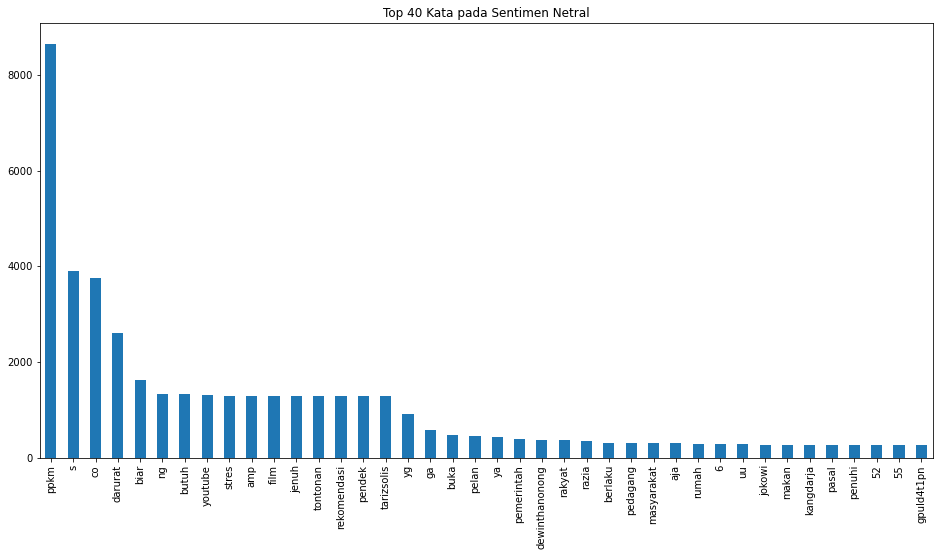 Top 40 Kata pada Sentimen Netral
8000
6000
4000
2000
0
ppkm
s
co
darurat
biar
ng
butuh
youtube
stres
amp
film
jenuh
tontonan
rekomendasi
pendek
tarizsolis
yg
ga
buka
pelan
ya
pemerintah
dewinthanonong
rakyat
razia
berlaku
pedagang
masyarakat
aja
rumah
6
uu
jokowi
makan
kangdarja
pasal
penuhi
52
55
gpuld4t1pn